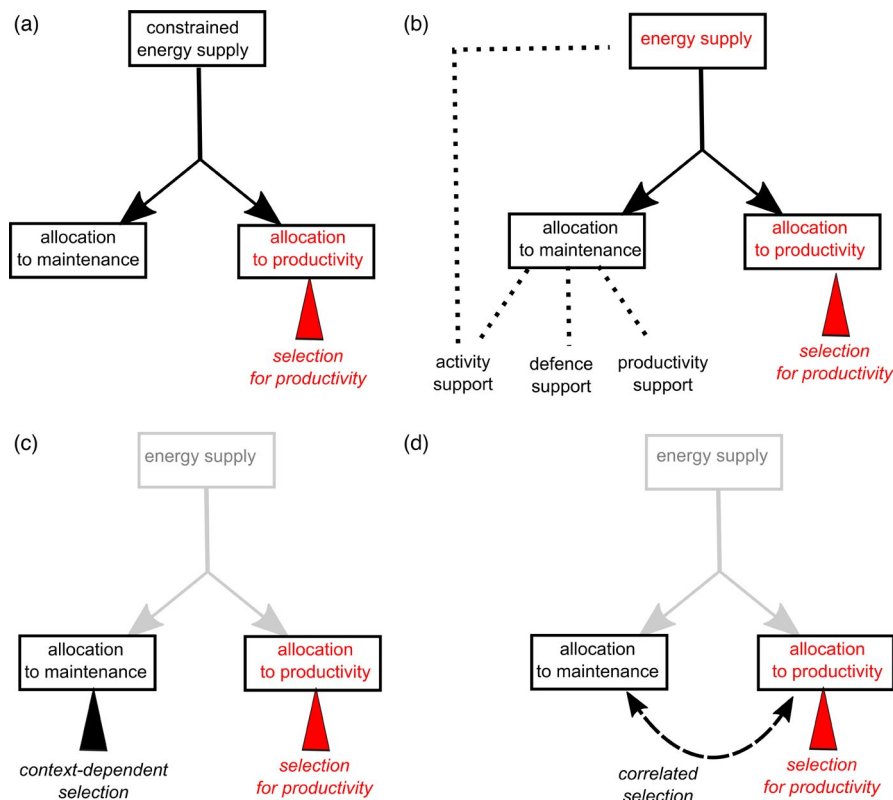 (a)
constrained
energy supply
allocation
to maintenance
allocation
to productivity
selection
for productivity
(b)
energy supply
allocation
to maintenance
allocation
to productivity
activity
support
defence
support
productivity
support
selection
for productivity
(c)
energy supply
allocation
to maintenance
allocation
to productivity
context-dependent
selection
selection
for productivity
(d)
energy supply
allocation
to maintenance
allocation
to productivity
correlated
selection
selection
for productivity